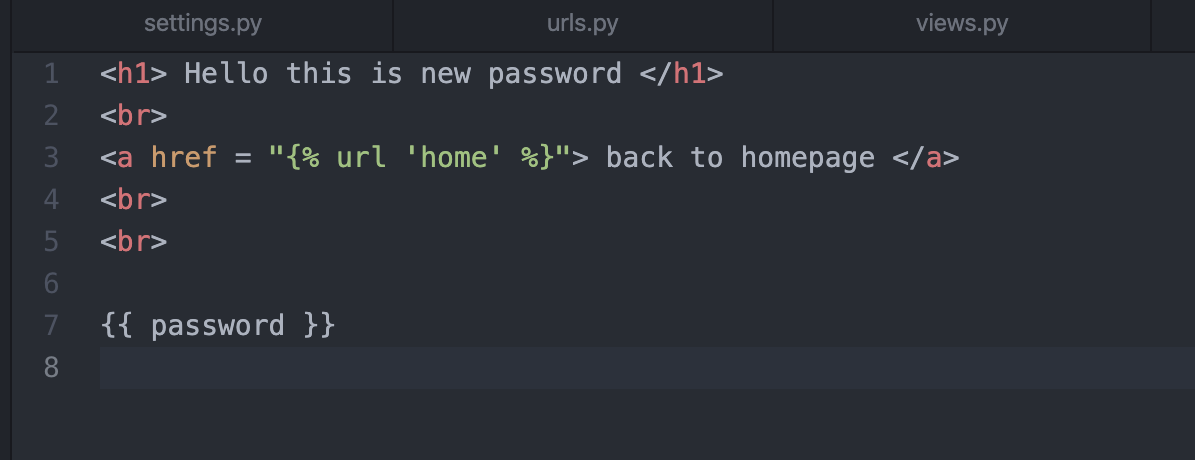 settings.py urls.py views.py
1 <h1> Hello this is new password </h1>
2 <br>
3 <a href = "{% url 'home' %}"> back to homepage </a>
4 <br>
5 <br>
6
7 {{ password }}
8